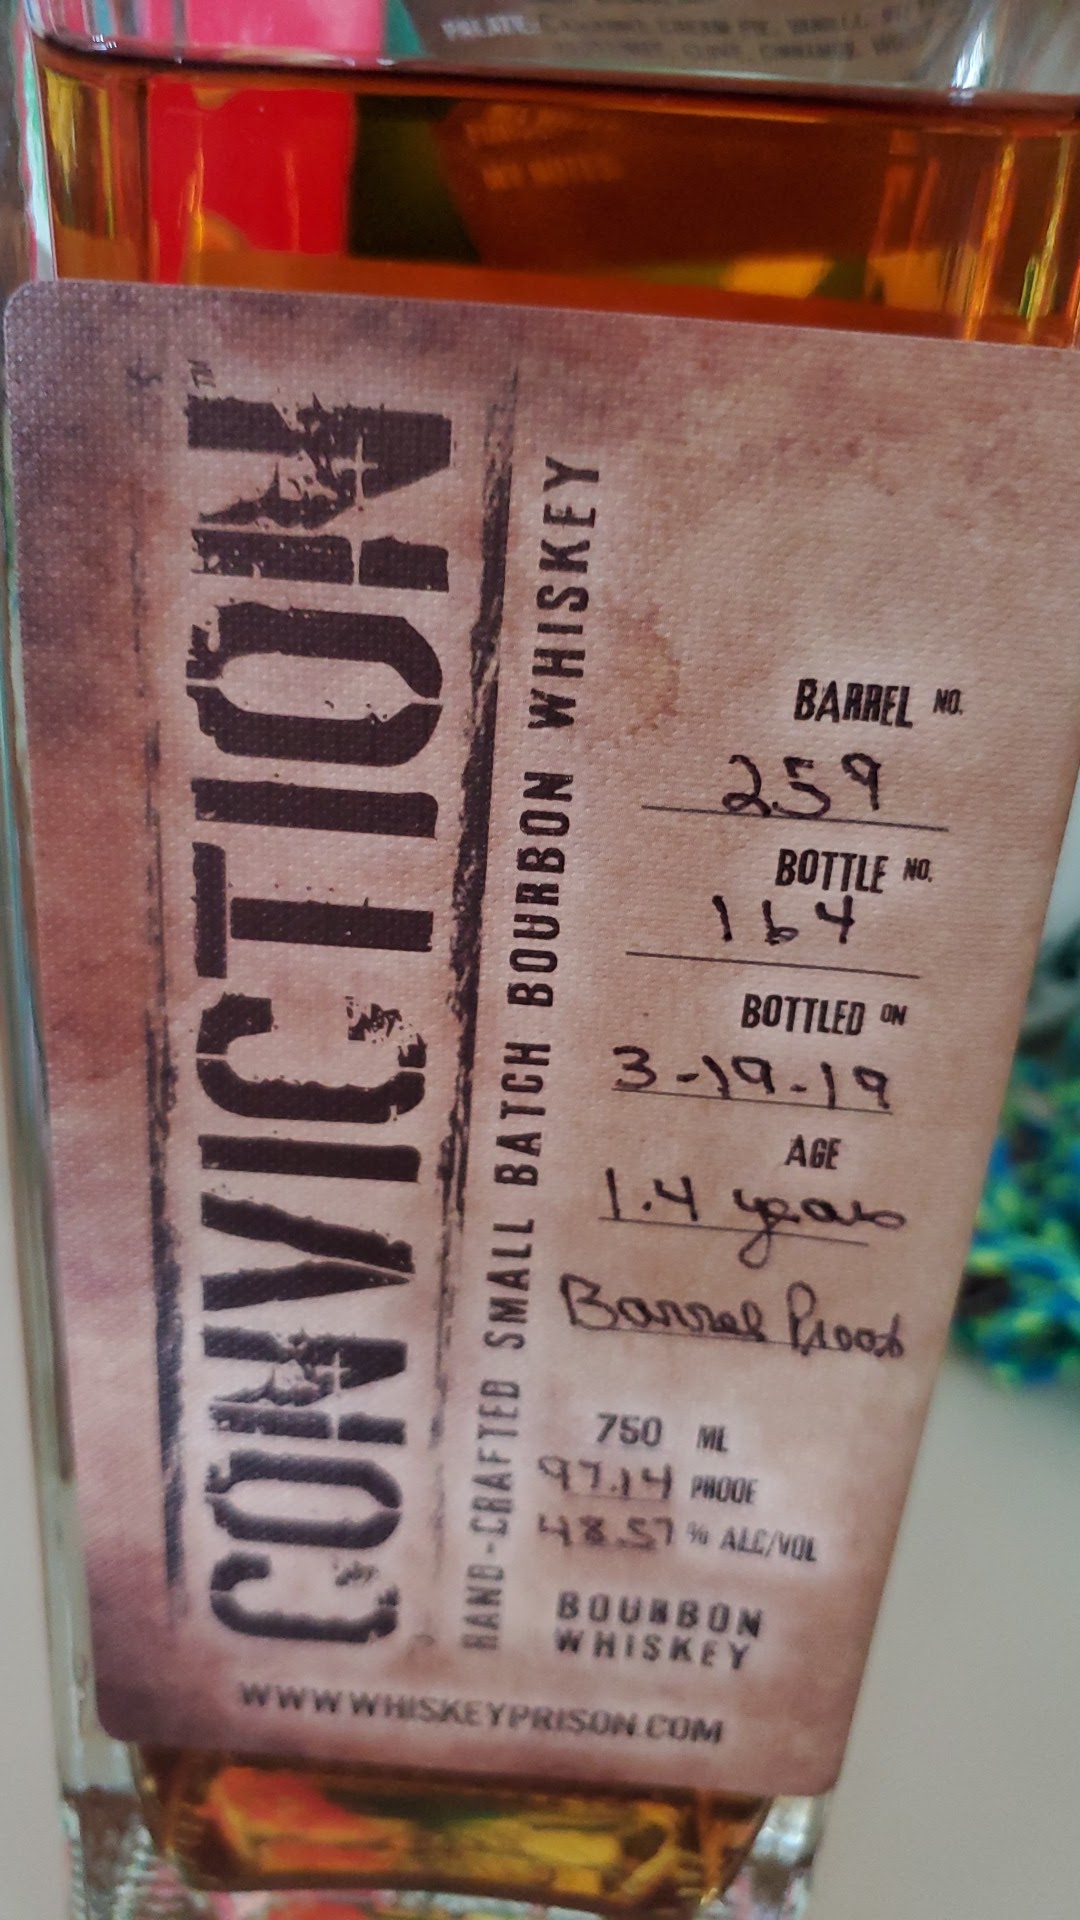 CONVICTION™
HAND-CRAFTED SMALL BATCH BOURBON WHISKEY
BARREL NO.
259
BOTTLE NO.
164
BOTTLED ON
3-19-19
AGE
1.4 years
Barrel Proof
750 ML
97.14 PROOF
48.57 % ALC/VOL
BOURBON
WHISKEY
WWW.WHISKEYPRISON.COM